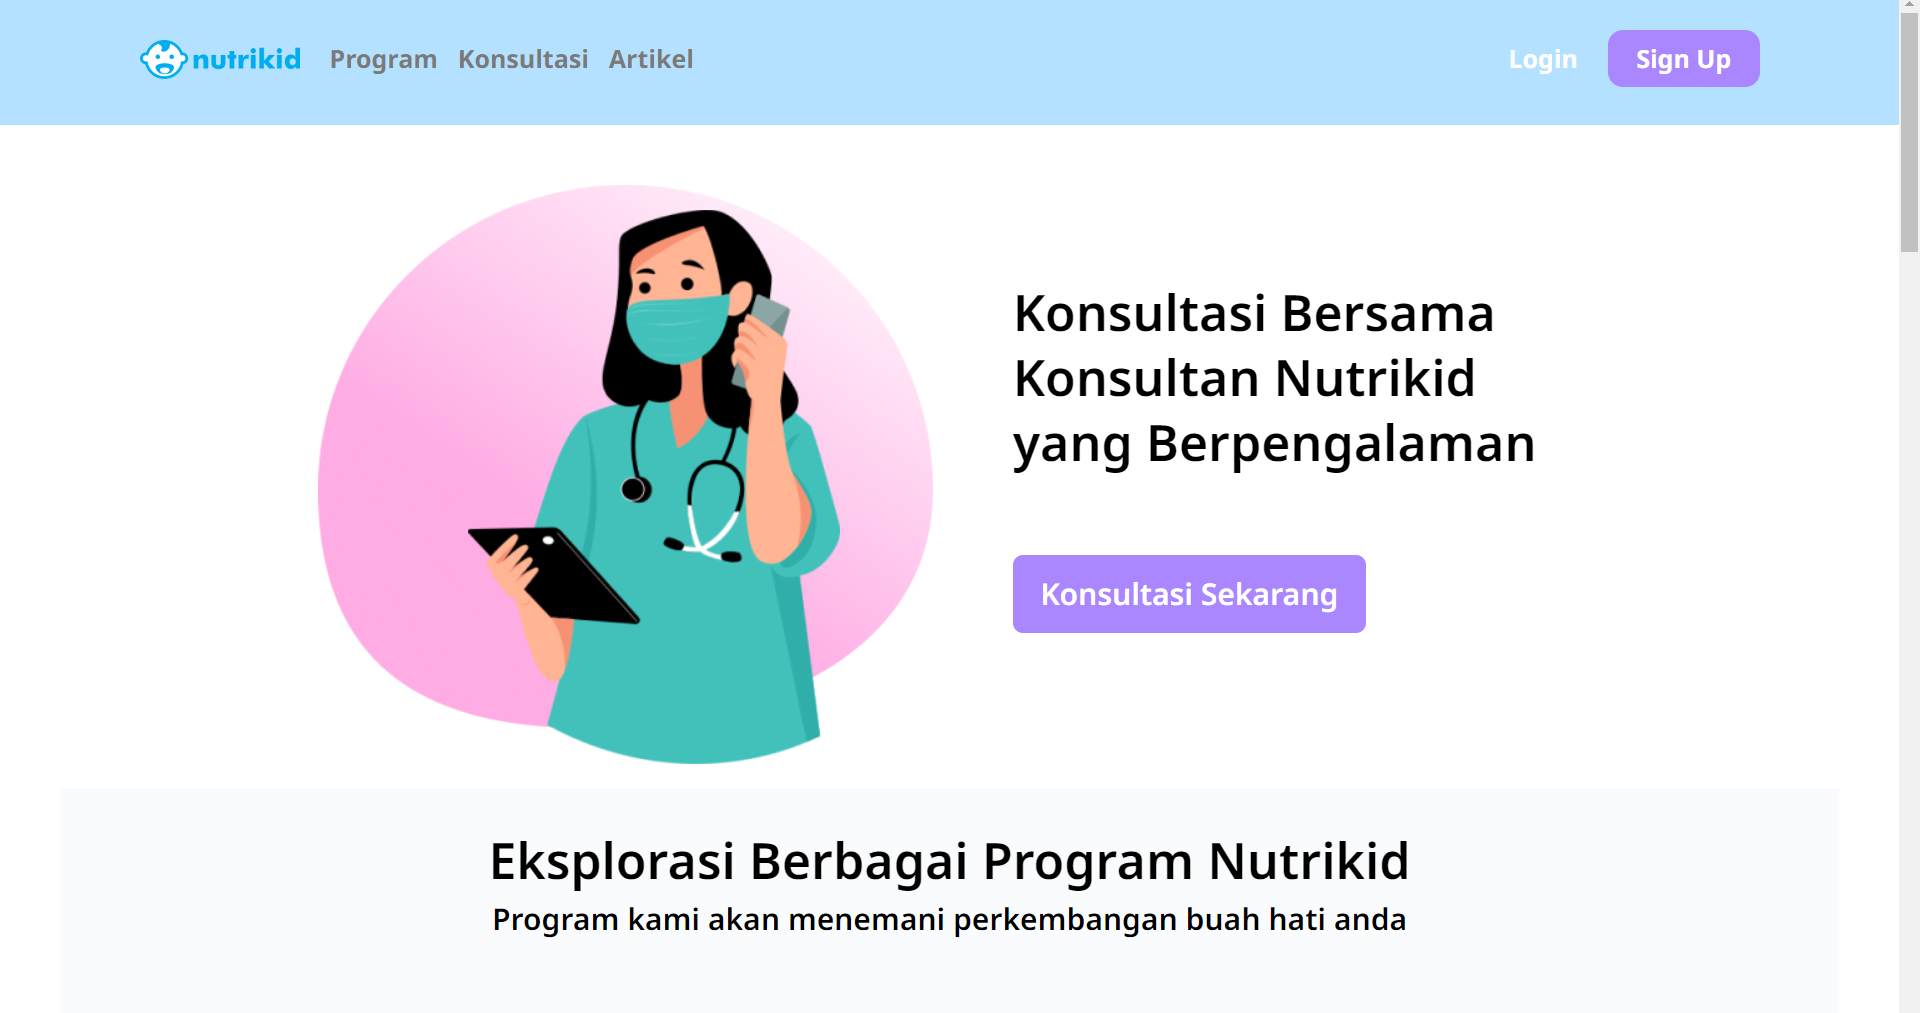 nutrikid Program Konsultasi Artikel Login Sign Up
Konsultasi Bersama
Konsultan Nutrikid
yang Berpengalaman
Konsultasi Sekarang
Eksplorasi Berbagai Program Nutrikid
Program kami akan menemani perkembangan buah hati anda